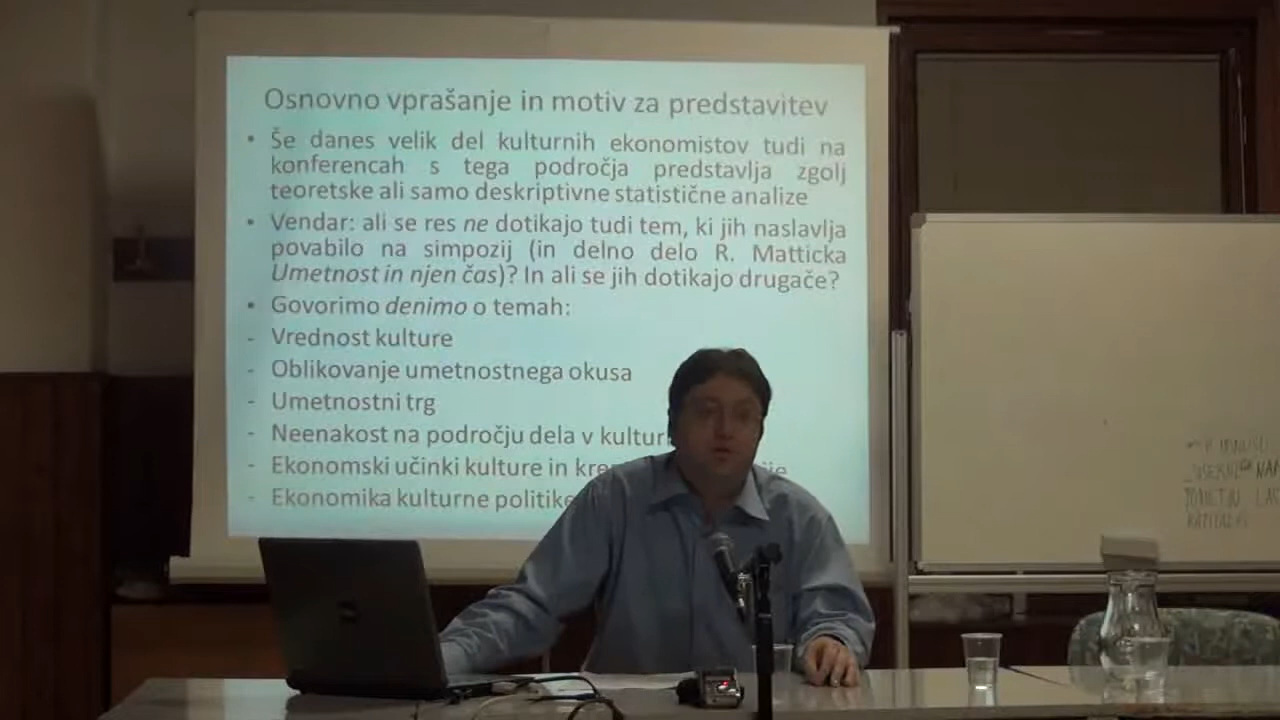 Osnovno vprašanje in motiv za predstavitev
• Še danes velik del kulturnih ekonomistov tudi na
konferencah s tega področja predstavlja zgolj
teoretske ali samo deskriptivne statistične analize
• Vendar: ali se res ne dotikajo tudi tem, ki jih naslavlja
povabilo na simpozij (in delno delo R. Matticka
Umetnost in njen čas)? In ali se jih dotikajo drugače?
• Govorimo denimo o temah:
- Vrednost kulture
- Oblikovanje umetnostnega okusa
- Umetnostni trg
- Neenakost na področju dela v
- Ekonomski učinki kulture in
- Ekonomika kulturne politike